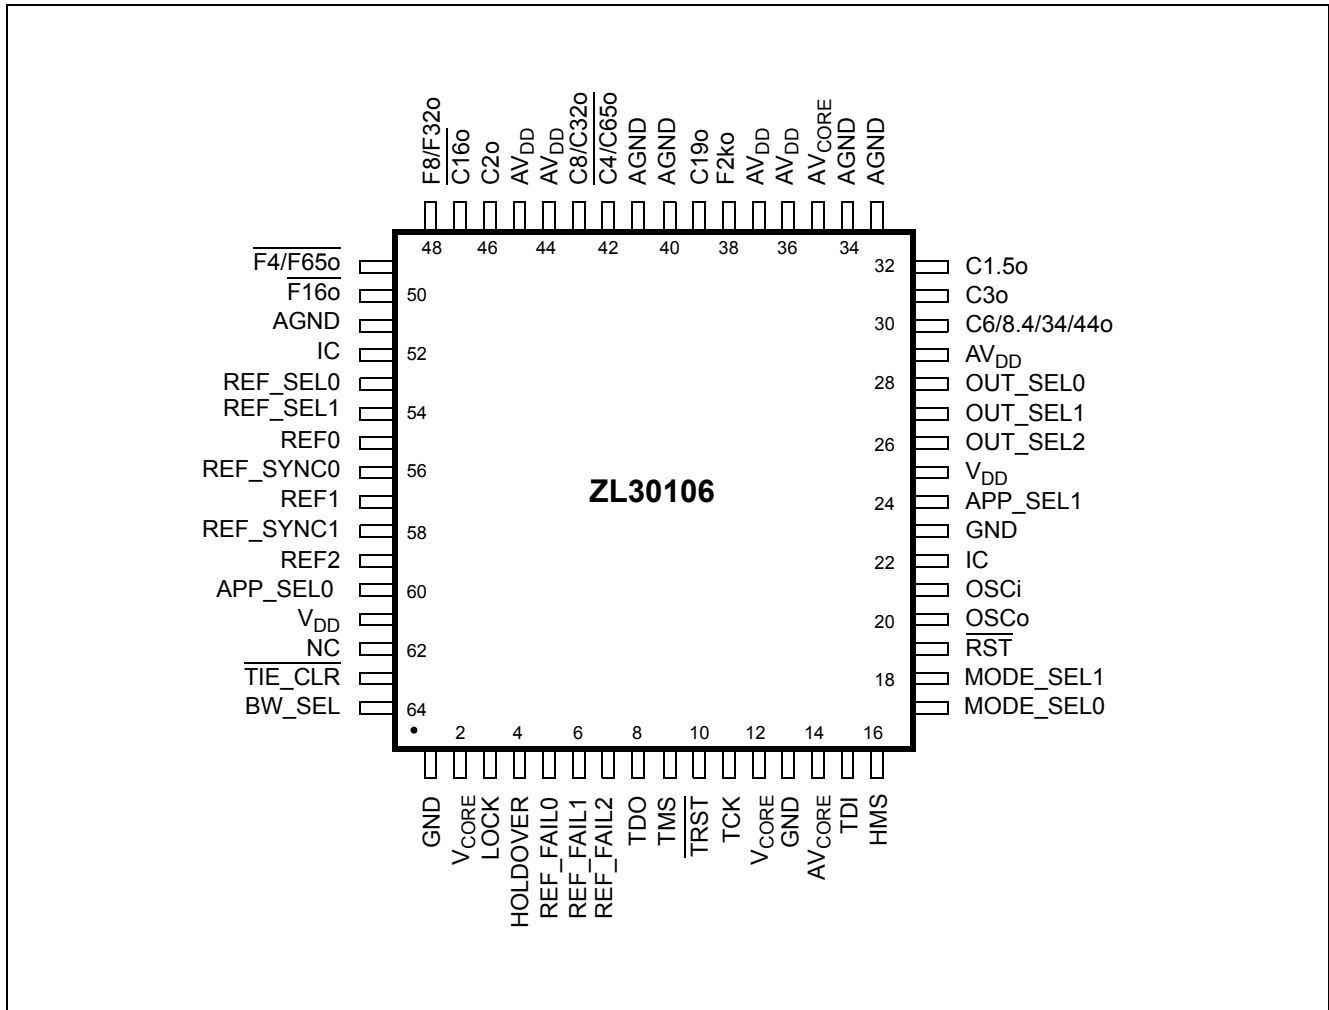 F8/F32o
C16o
C2o
AVDD
AVDD
C8/C32o
C4/C65o
AGND
AGND
C19o
F2ko
AVDD
AVDD
AVCORE
AGND
AGND
48 46 44 42 40 38 36 34
F4/F65o
F16o
AGND
IC
REF_SEL0
REF_SEL1
REF0
REF_SYNC0
REF1
REF_SYNC1
REF2
APP_SEL0
VDD
NC
TIE_CLR
BW_SEL
50
52
54
56
58
60
62
64
ZL30106
32
30
28
26
24
22
20
18
C1.5o
C3o
C6/8.4/34/44o
AVDD
OUT_SEL0
OUT_SEL1
OUT_SEL2
VDD
APP_SEL1
GND
IC
OSCi
OSCo
RST
MODE_SEL1
MODE_SEL0
2 4 6 8 10 12 14 16
GND
VCORE
LOCK
HOLDOVER
REF_FAIL0
REF_FAIL1
REF_FAIL2
TDO
TMS
TRST
TCK
VCORE
GND
AVCORE
TDI
HMS